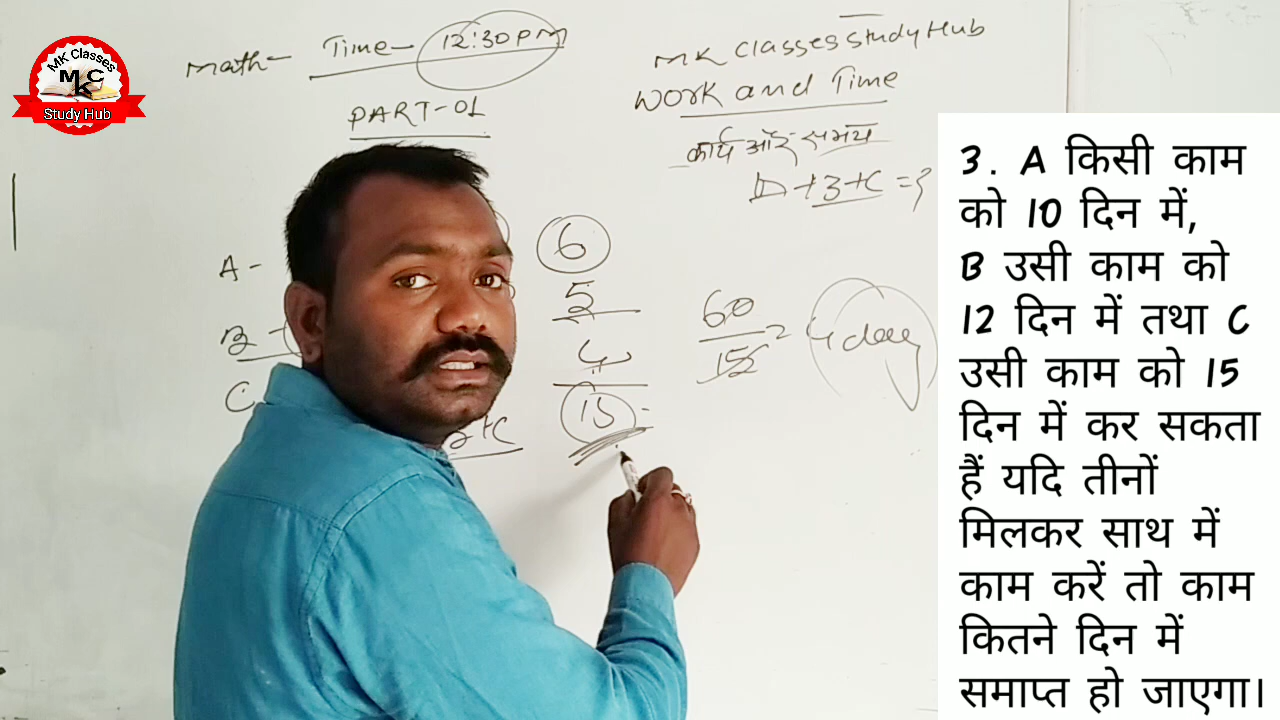 MK Classes
MKC
Study Hub
Math- Time- 12:30PM
PART-01
MK Classes Study Hub
Work and Time
कार्य और समय
A+B+C=?
A - 6
B - 5
C 4
+C 15 =
60
15 = 4 day
3. A किसी काम
को 10 दिन में,
B उसी काम को
12 दिन में तथा C
उसी काम को 15
दिन में कर सकता
हैं यदि तीनों
मिलकर साथ में
काम करें तो काम
कितने दिन में
समाप्त हो जाएगा।